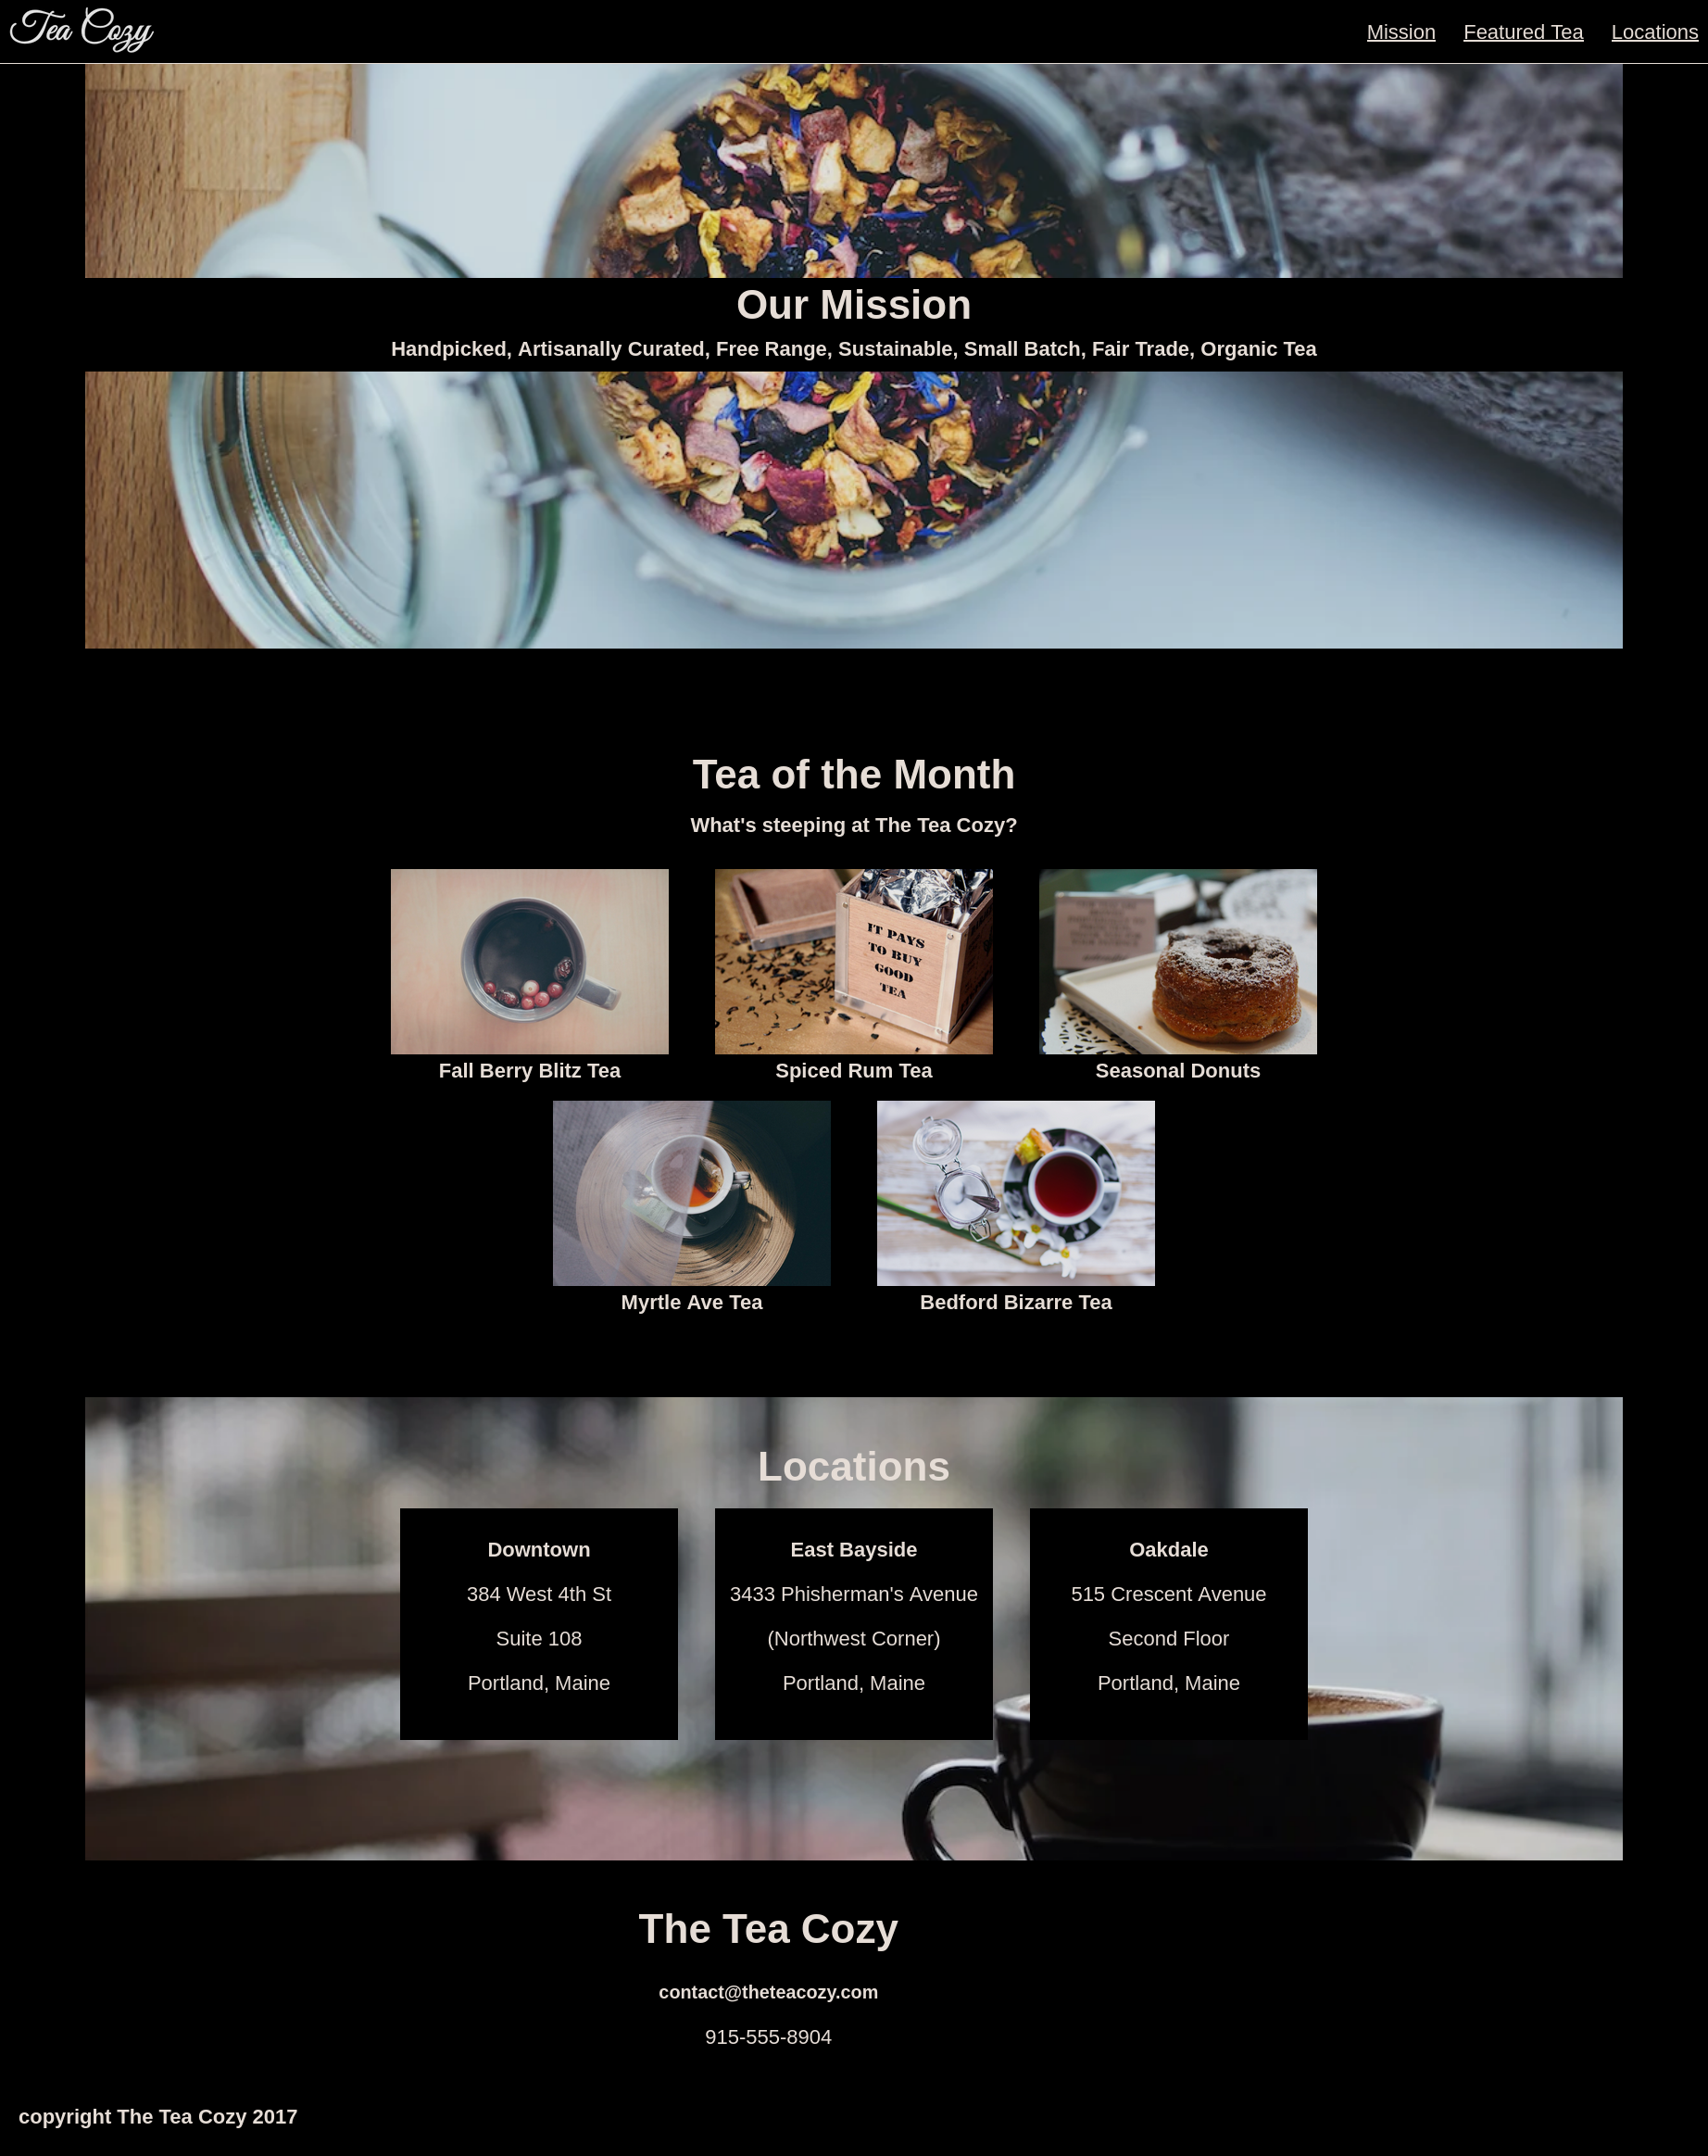 Tea Cozy
Mission Featured Tea Locations
Our Mission
Handpicked, Artisanally Curated, Free Range, Sustainable, Small Batch, Fair Trade, Organic Tea
Tea of the Month
What's steeping at The Tea Cozy?
IT PAYS
TO BUY
GOOD
TEA
Fall Berry Blitz Tea
Spiced Rum Tea
Seasonal Donuts
Myrtle Ave Tea
Bedford Bizarre Tea
Locations
Downtown
384 West 4th St
Suite 108
Portland, Maine
East Bayside
3433 Phisherman's Avenue
(Northwest Corner)
Portland, Maine
Oakdale
515 Crescent Avenue
Second Floor
Portland, Maine
The Tea Cozy
contact@theteacozy.com
915-555-8904
copyright The Tea Cozy 2017